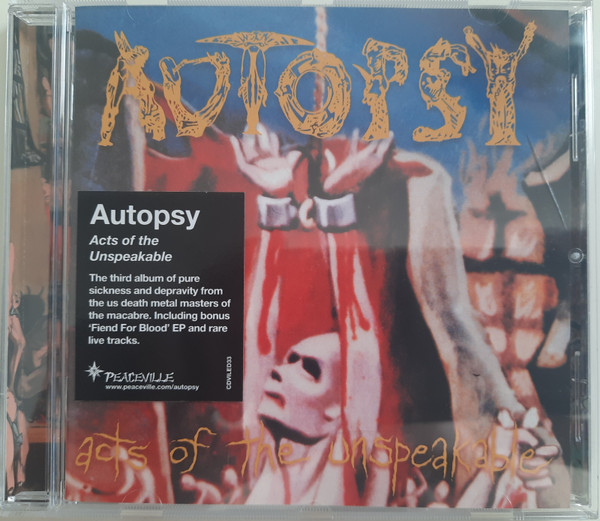 AUTOPSY
Autopsy
Acts of the
Unspeakable
The third album of pure
sickness and depravity from
the us death metal masters of
the macabre. Including bonus
'Fiend For Blood' EP and rare
live tracks.
PEACEVILLE
www.peaceville.com/autopsy
CDVILED33
acts of the unspeakable